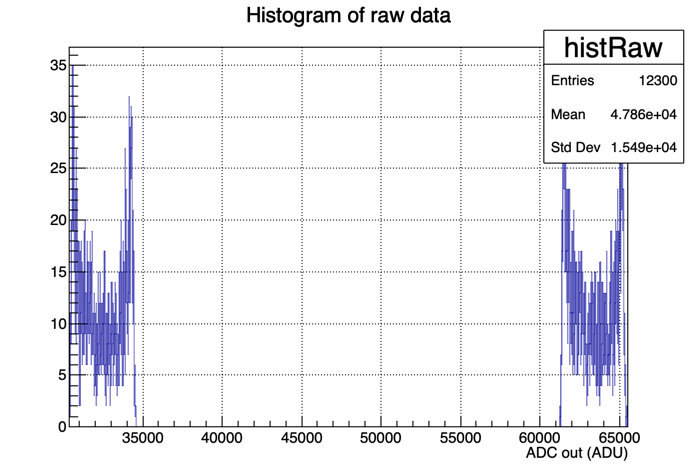 Histogram of raw data
histRaw
Entries 12300
Mean 4.786e+04
Std Dev 1.549e+04
35
30
25
20
15
10
5
0
35000 40000 45000 50000 55000 60000 65000
ADC out (ADU)